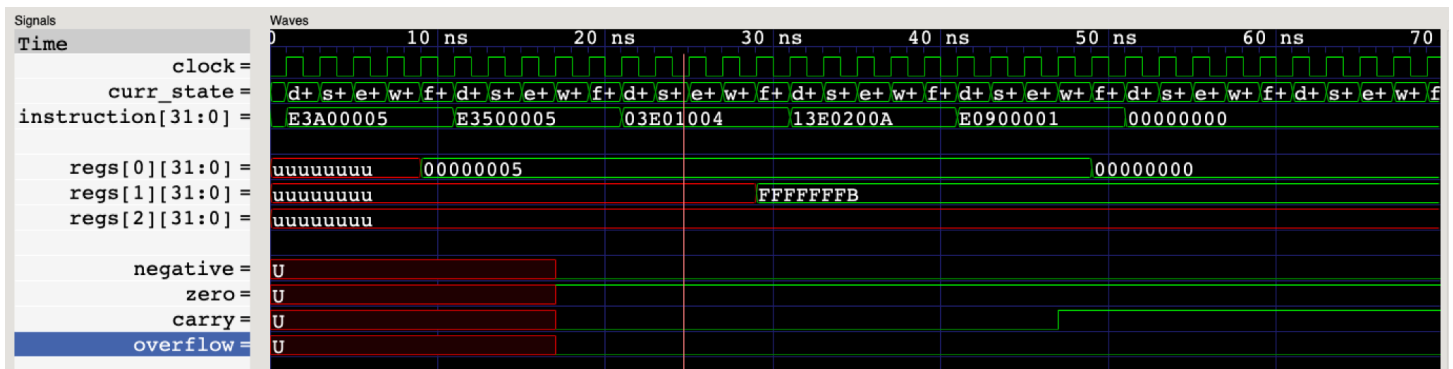 Signals Waves
Time 0 10 ns 20 ns 30 ns 40 ns 50 ns 60 ns 70
clock=
curr_state= d+ s+ e+ w+ f+ d+ s+ e+ w+ f+ d+ s+ e+ w+ f+ d+ s+ e+ w+ f+ d+ s+ e+ w+ f+ d+ s+ e+ w+ f+ d+ s+ e+ w+ f
instruction[31:0]= E3A00005 E3500005 03E01004 13E0200A E0900001 00000000
regs[0][31:0]= uuuuuuuu 00000005 00000000
regs[1][31:0]= uuuuuuuu FFFFFFFB
regs[2][31:0]= uuuuuuuu
negative= U
zero= U
carry= U
overflow= U